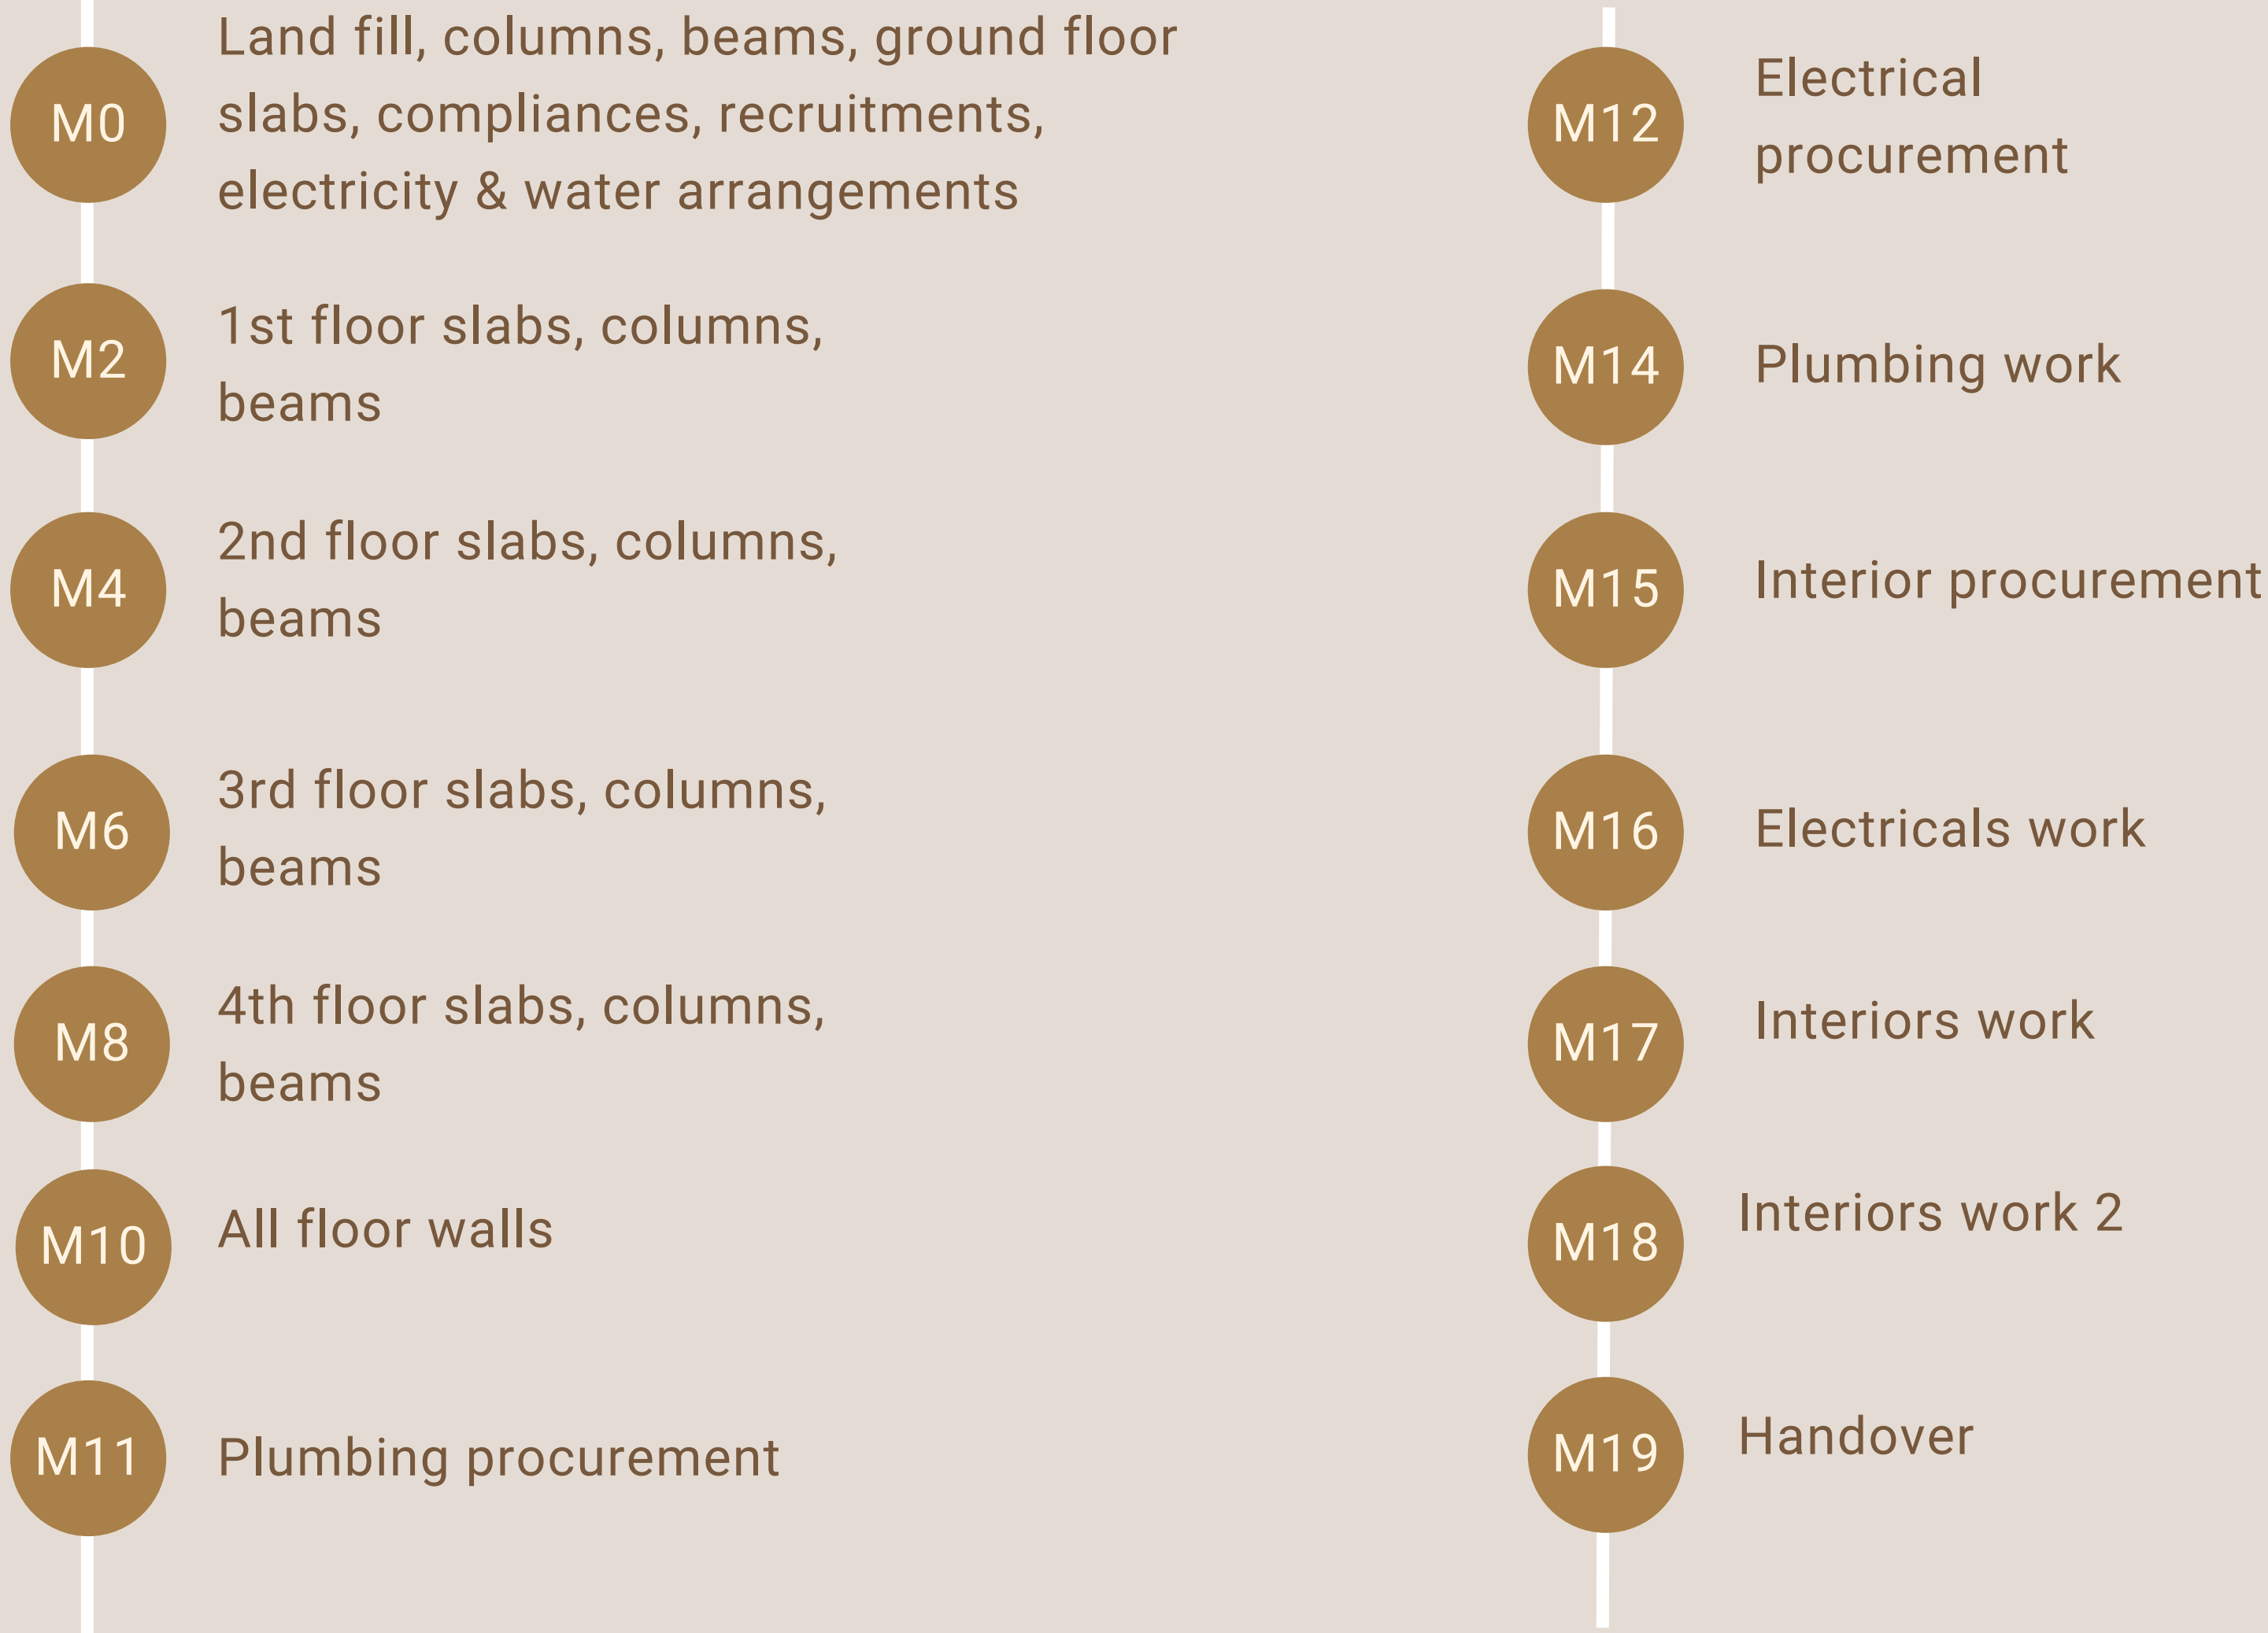 M0
Land fill, columns, beams, ground floor
slabs, compliances, recruitments,
electricity & water arrangements
M2
1st floor slabs, columns,
beams
M4
2nd floor slabs, columns,
beams
M6
3rd floor slabs, columns,
beams
M8
4th floor slabs, columns,
beams
M10
All floor walls
M11
Plumbing procurement
M12
Electrical
procurement
M14
Plumbing work
M15
Interior procurement
M16
Electricals work
M17
Interiors work
M18
Interiors work 2
M19
Handover